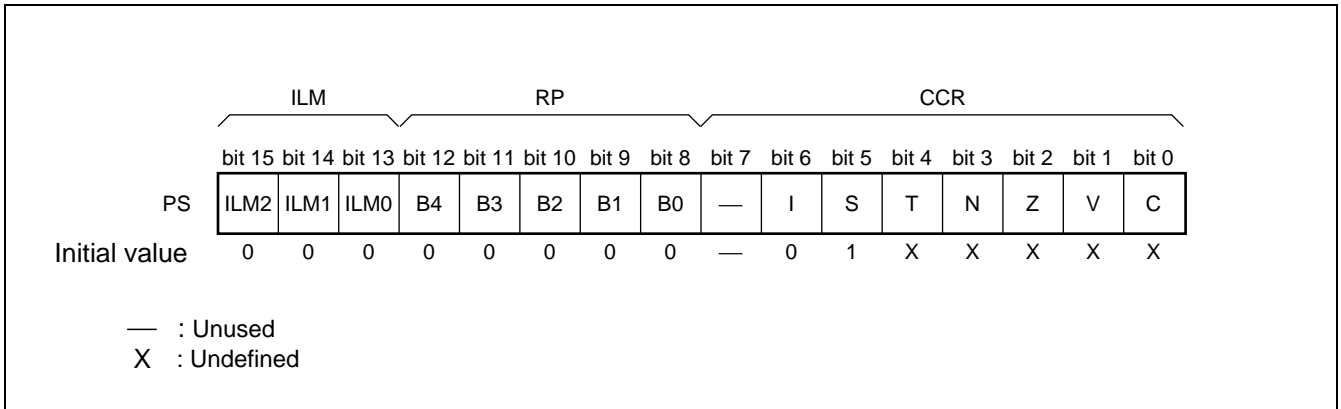 ILM RP CCR
bit 15 bit 14 bit 13 bit 12 bit 11 bit 10 bit 9 bit 8 bit 7 bit 6 bit 5 bit 4 bit 3 bit 2 bit 1 bit 0
PS ILM2 ILM1 ILM0 B4 B3 B2 B1 B0 — I S T N Z V C
Initial value 0 0 0 0 0 0 0 0 — 0 1 X X X X X
— : Unused
X : Undefined